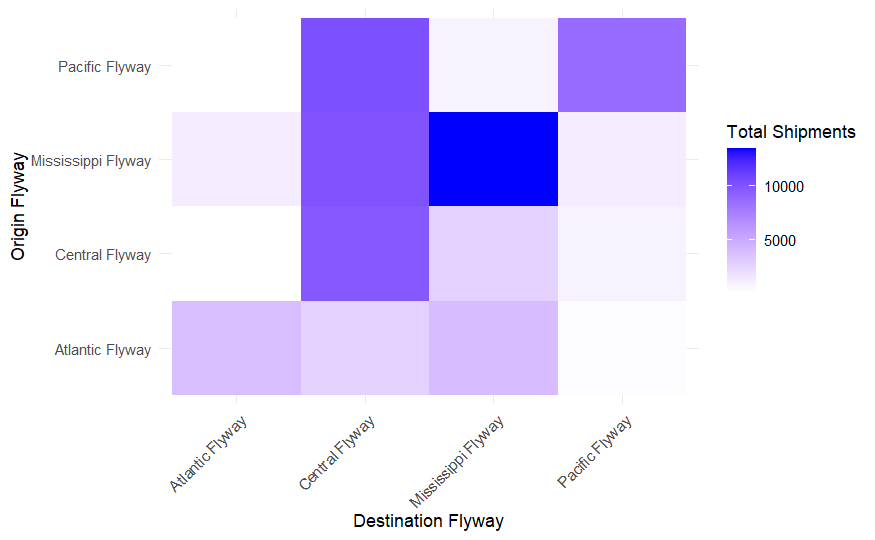 Origin Flyway
Pacific Flyway
Mississippi Flyway
Central Flyway
Atlantic Flyway
Atlantic Flyway
Central Flyway
Mississippi Flyway
Pacific Flyway
Destination Flyway
Total Shipments
10000
5000